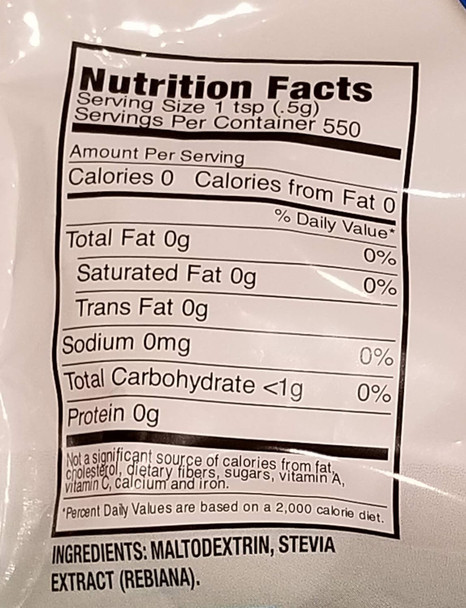 Nutrition Facts
Serving Size 1 tsp (.5g)
Servings Per Container 550
Amount Per Serving
Calories 0 Calories from Fat 0
% Daily Value*
Total Fat 0g 0%
Saturated Fat 0g 0%
Trans Fat 0g
Sodium 0mg 0%
Total Carbohydrate <1g 0%
Protein 0g
Not a significant source of calories from fat,
cholesterol, dietary fibers, sugars, vitamin A,
vitamin C, calcium and iron.
*Percent Daily Values are based on a 2,000 calorie diet.
INGREDIENTS: MALTODEXTRIN, STEVIA
EXTRACT (REBIANA).